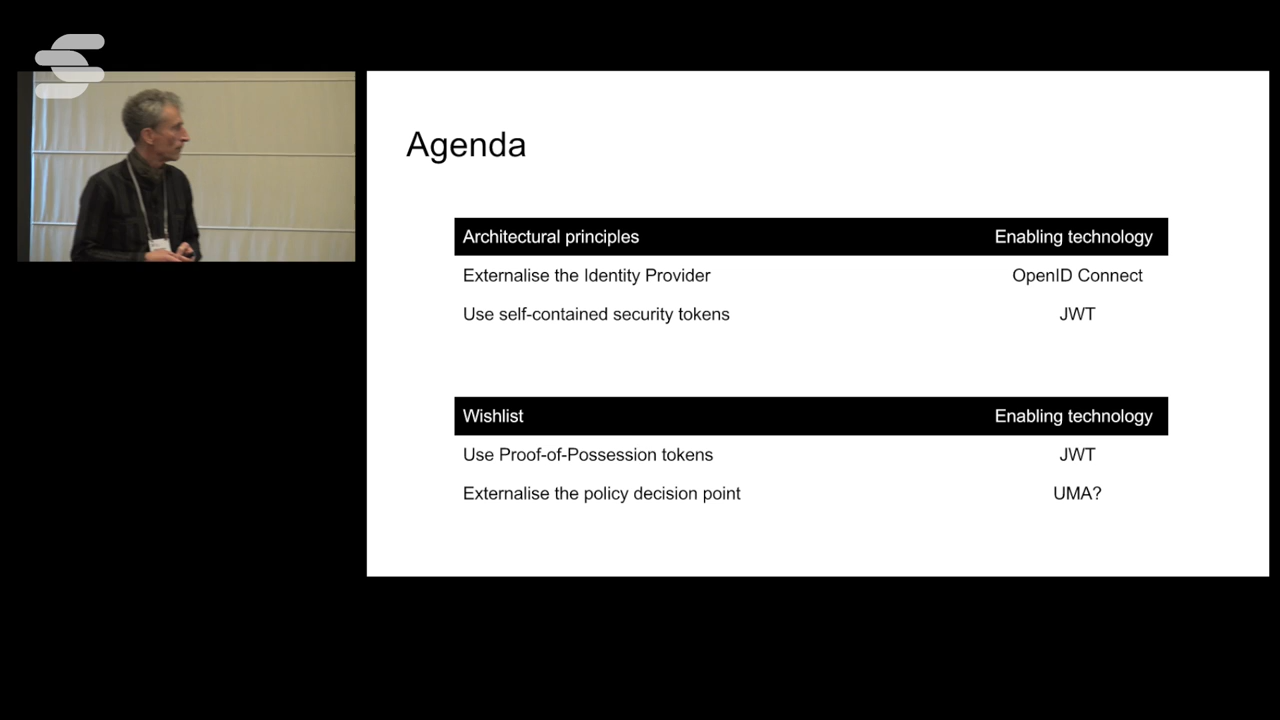 Agenda
Architectural principles Enabling technology
Externalise the Identity Provider OpenID Connect
Use self-contained security tokens JWT
Wishlist Enabling technology
Use Proof-of-Possession tokens JWT
Externalise the policy decision point UMA?